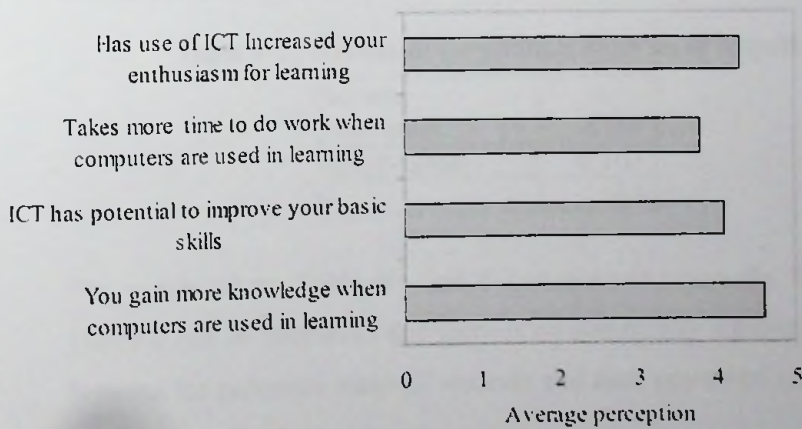 Has use of ICT Increased your
enthusiasm for learning
Takes more time to do work when
computers are used in learning
ICT has potential to improve your basic
skills
You gain more knowledge when
computers are used in learning
0 1 2 3 4 5
Average perception